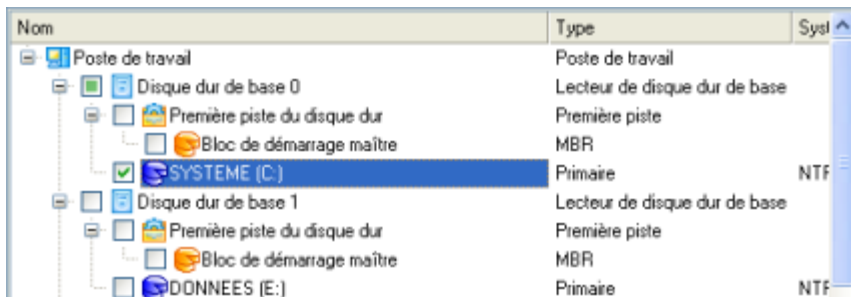 Nom Type Syst
Poste de travail Poste de travail
Disque dur de base 0 Lecteur de disque dur de base
Première piste du disque dur Première piste
Bloc de démarrage maître MBR
SYSTEME (C:) Primaire NTF
Disque dur de base 1 Lecteur de disque dur de base
Première piste du disque dur Première piste
Bloc de démarrage maître MBR
DONNEES (E:) Primaire NTF